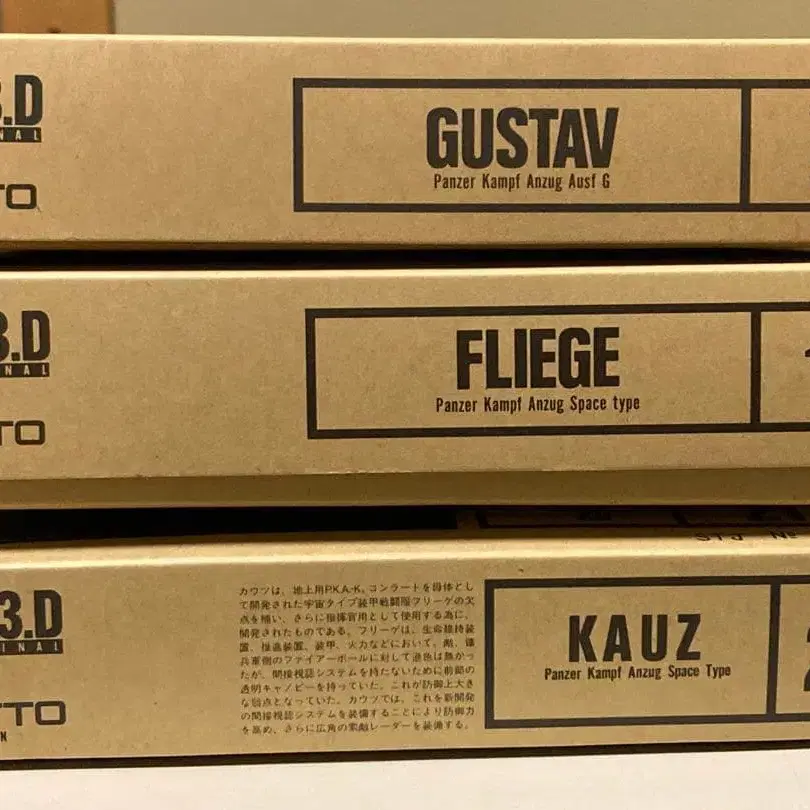 3.D
NAL
TO
GUSTAV
Panzer Kampf Anzug Ausf G
3.D
NAL
TTO
FLIEGE
Panzer Kampf Anzug Space type
3.D
INAL
TTO
N
カウツは、地上用P.K.A-K、コンラートを母体とし
て開発された宇宙タイプ装甲戦闘服フリーゲの欠
点を補い、さらに指揮官用として使用する為に、
開発されたものである。フリーゲは、生命維持装
置、推進装置、装甲、火力などにおいて、敵、傭
兵軍側のファイアーボールに対して遜色は無かっ
たが、間接視認システムを持たないために前部の
透明キャノピーを持っていた。これが防御上大き
な弱点となっていた。カウツでは、これを新開発
の間接視認システムを装備することにより防御力
を高め、さらに広角の索敵レーダーを装備する。
KAUZ
Panzer Kampf Anzug Space Type